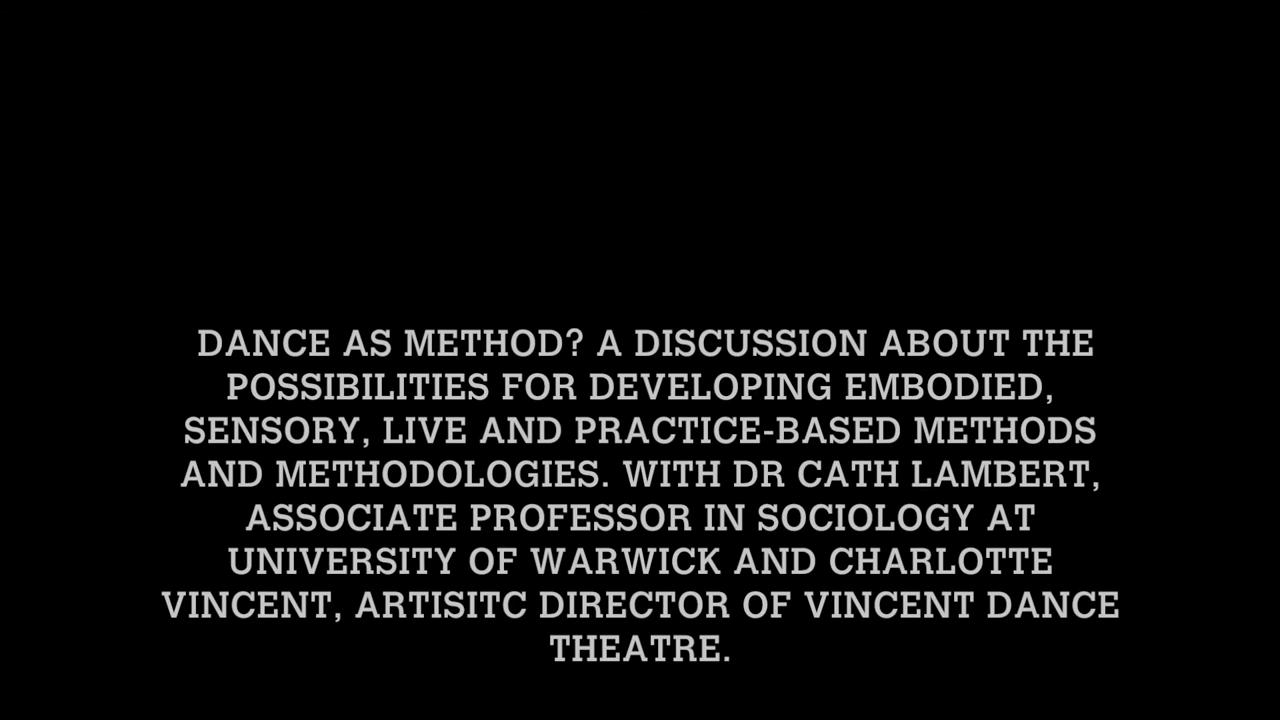 DANCE AS METHOD? A DISCUSSION ABOUT THE
POSSIBILITIES FOR DEVELOPING EMBODIED,
SENSORY, LIVE AND PRACTICE-BASED METHODS
AND METHODOLOGIES. WITH DR CATH LAMBERT,
ASSOCIATE PROFESSOR IN SOCIOLOGY AT
UNIVERSITY OF WARWICK AND CHARLOTTE
VINCENT, ARTISITC DIRECTOR OF VINCENT DANCE
THEATRE.